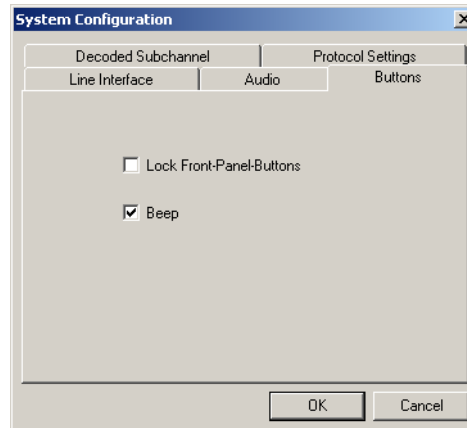 System Configuration
Decoded Subchannel Protocol Settings
Line Interface Audio Buttons
Lock Front-Panel-Buttons
Beep
OK Cancel